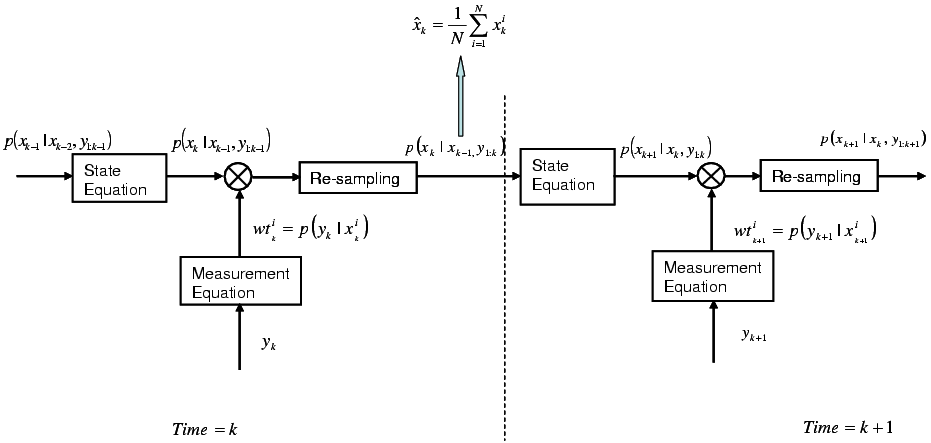 x̂_k = 1/N ∑_{i=1}^{N} x_k^i
p(x_{k-1} | x_{k-2}, y_{1:k-1})
State
Equation
p(x_k | x_{k-1}, y_{1:k-1})
Re-sampling
p(x_k | x_{k-1,} y_{1:k})
wt_k^i = p(y_k | x_k^i)
Measurement
Equation
y_k
Time = k
State
Equation
p(x_{k+1} | x_k, y_{1:k})
Re-sampling
p(x_{k+1} | x_k, y_{1:k+1})
wt_{k+1}^i = p(y_{k+1} | x_{k+1}^i)
Measurement
Equation
y_{k+1}
Time = k + 1